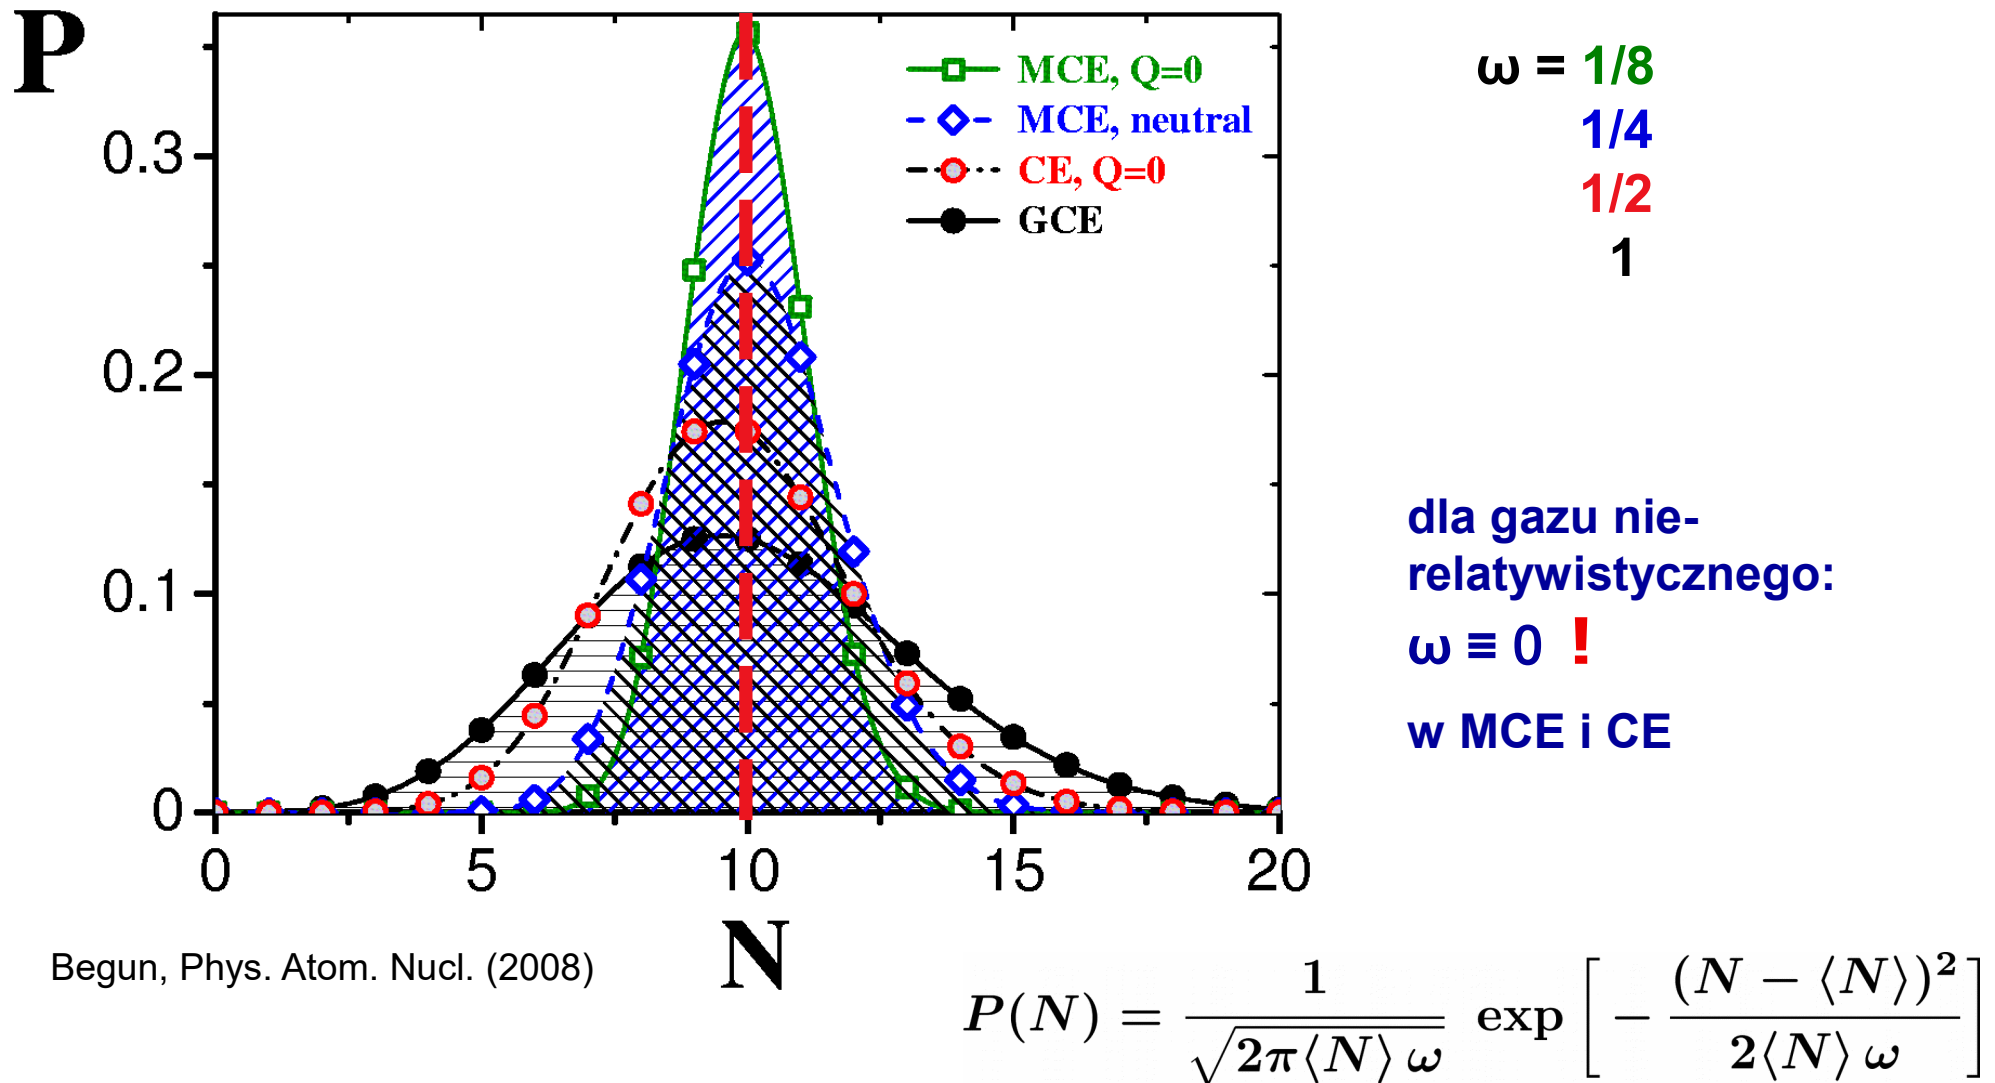 P
0.3
0.2
0.1
0
0 5 10 15 20
N
MCE, Q=0
MCE, neutral
CE, Q=0
GCE
ω = 1/8
1/4
1/2
1
dla gazu nie-
relatywistycznego:
ω ≡ 0 !
w MCE i CE
Begun, Phys. Atom. Nucl. (2008)
P(N) = 1 / √(2π⟨N⟩ ω) exp [ − (N − ⟨N⟩)² / 2⟨N⟩ ω ]